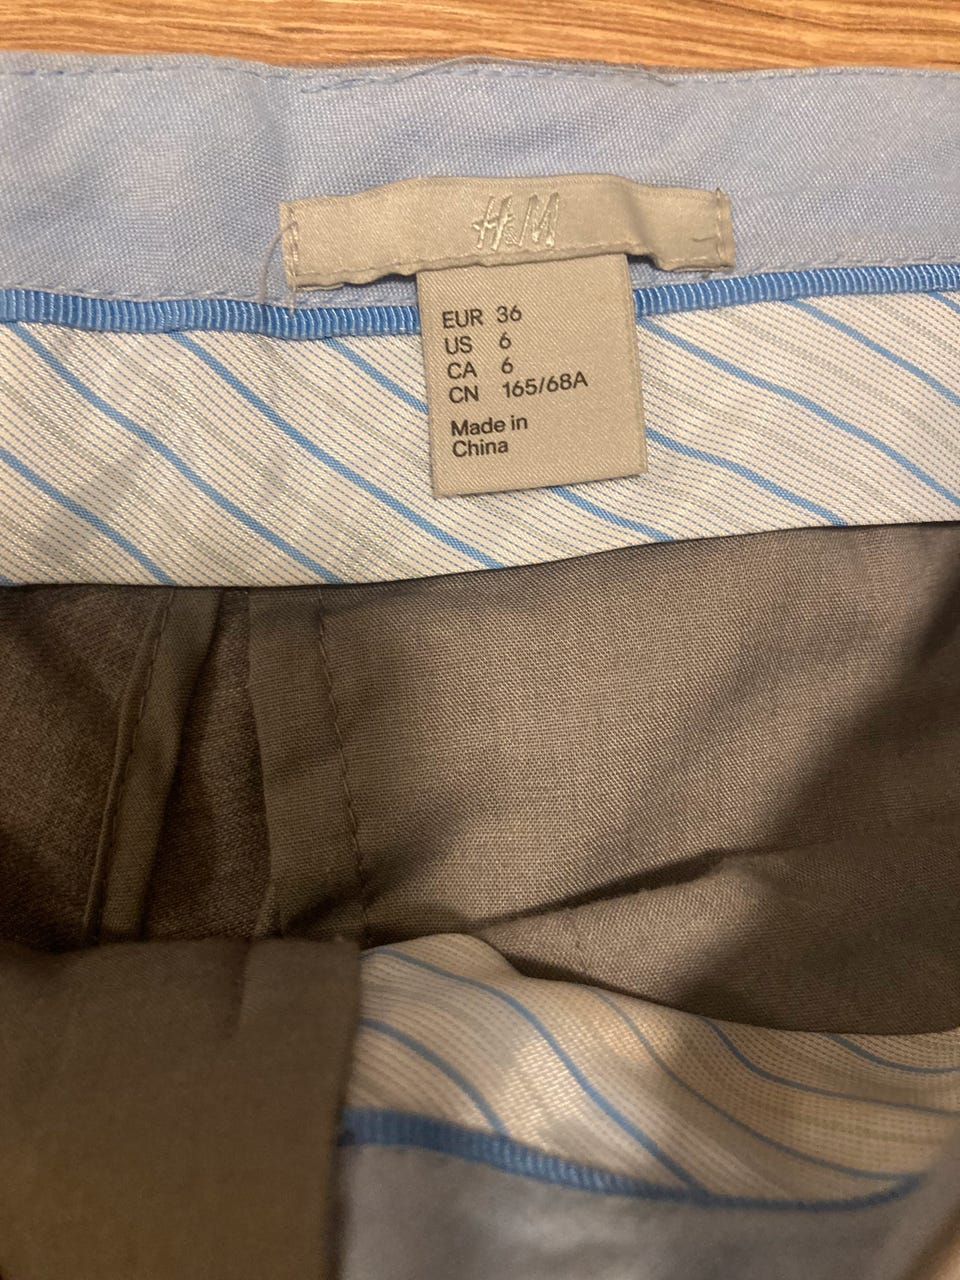 H&M
EUR 36
US 6
CA 6
CN 165/68A
Made in
China